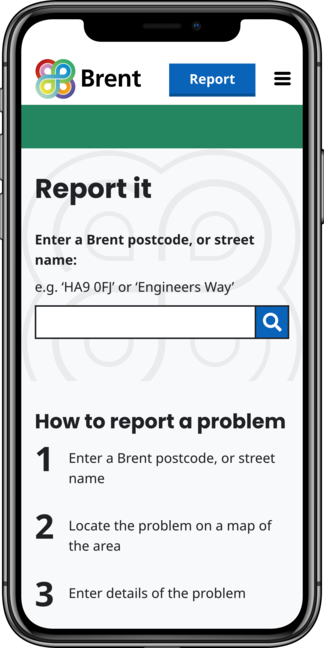 Brent
Report
Report it
Enter a Brent postcode, or street
name:
e.g. ‘HA9 0FJ’ or ‘Engineers Way’
How to report a problem
1 Enter a Brent postcode, or street
name
2 Locate the problem on a map of
the area
3 Enter details of the problem